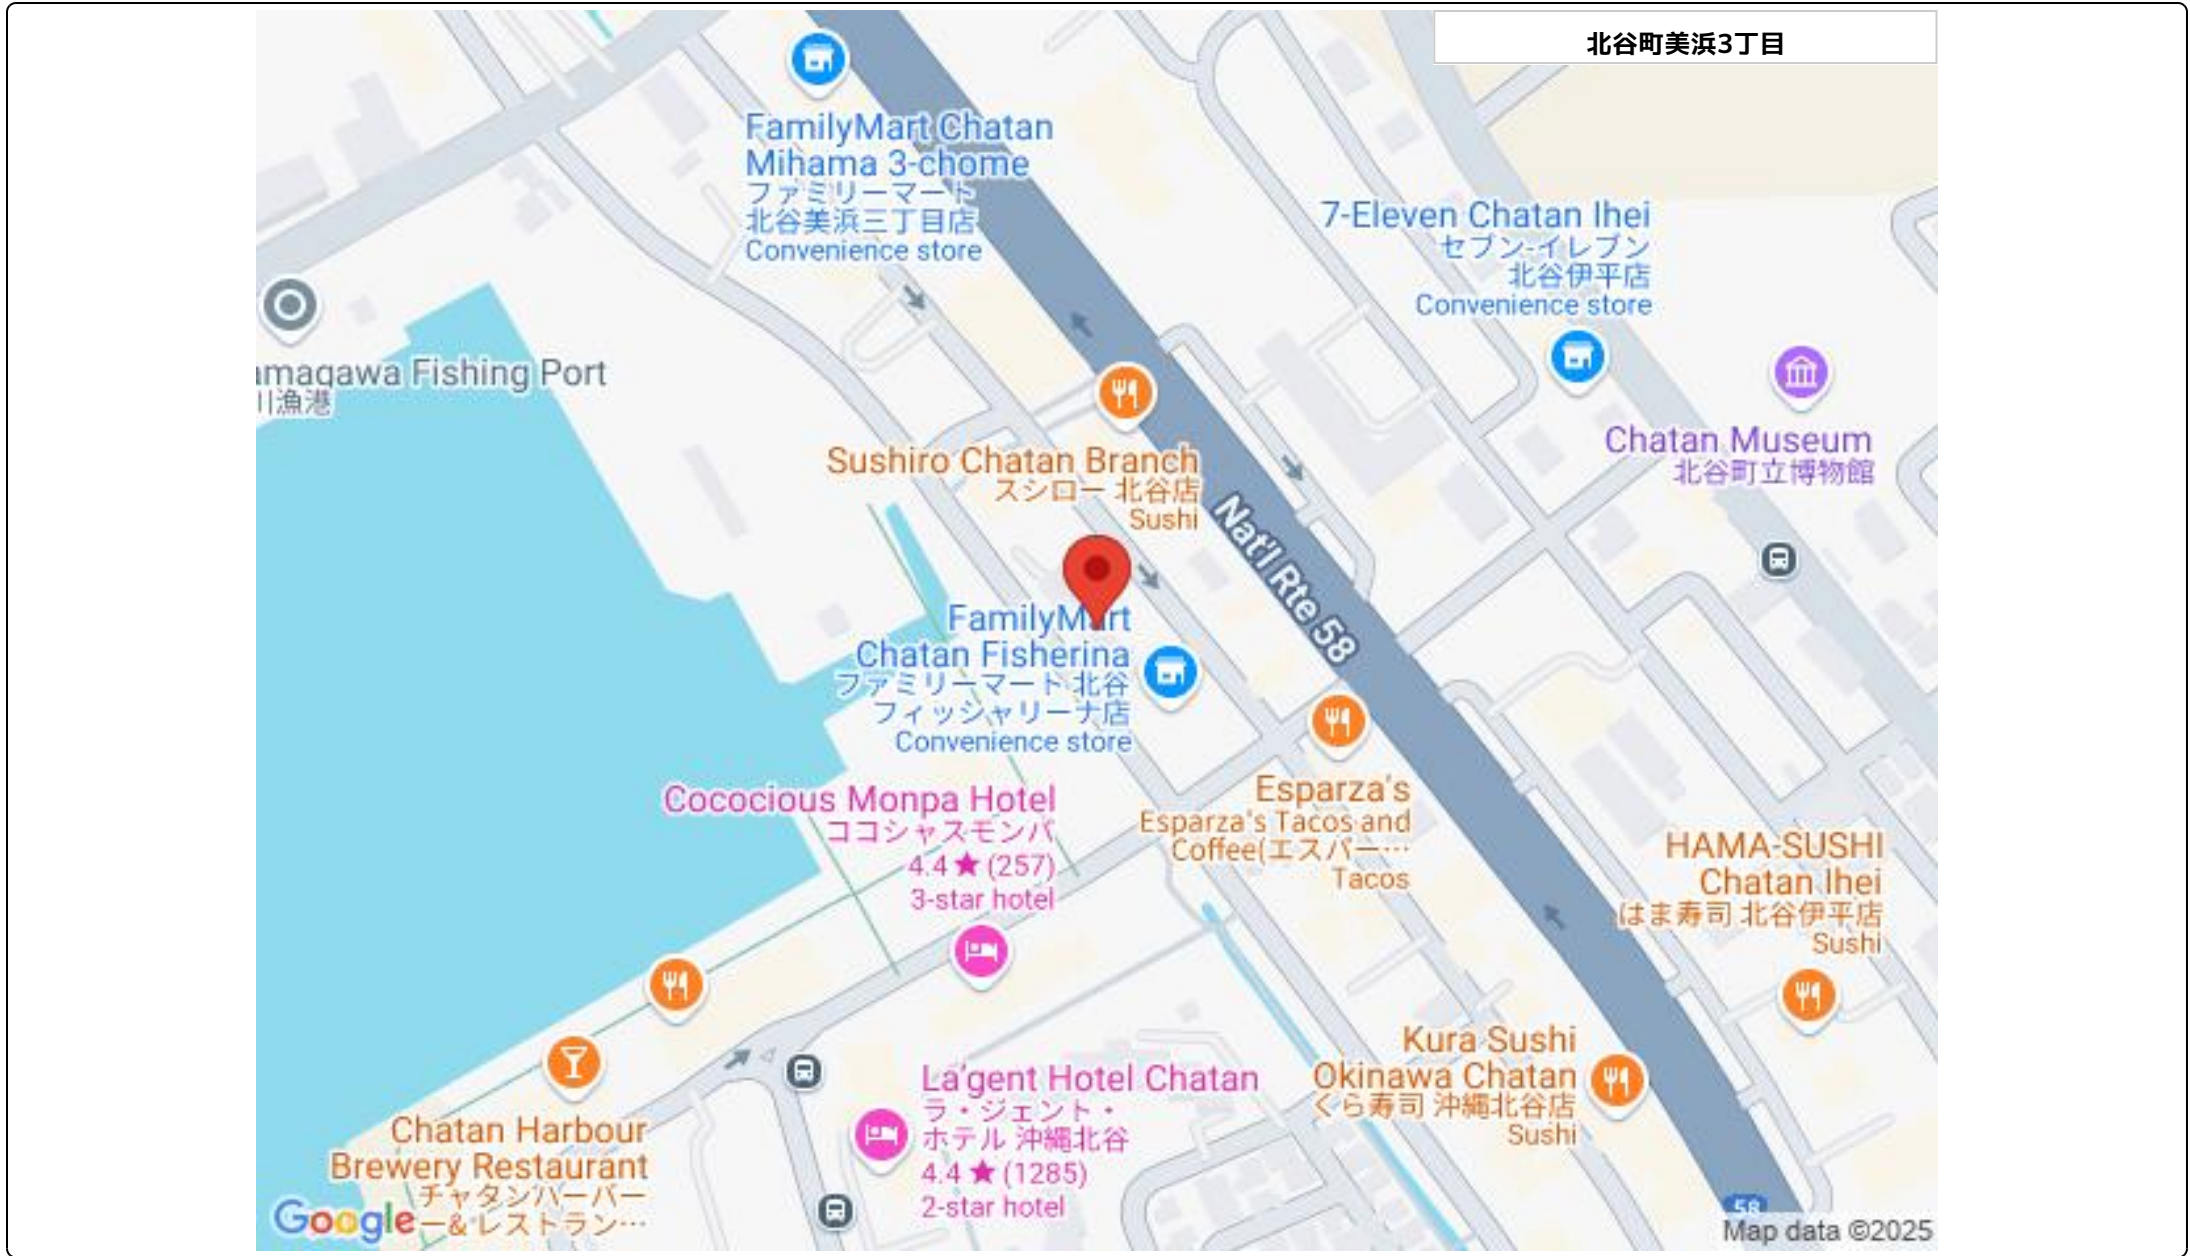 北谷町美浜3丁目
FamilyMart Chatan
Mihama 3-chome
ファミリーマート
北谷美浜三丁目店
Convenience store
7-Eleven Chatan Ihei
セブン-イレブン
北谷伊平店
Convenience store
amagawa Fishing Port
川漁港
Chatan Museum
北谷町立博物館
Sushiro Chatan Branch
スシロー 北谷店
Sushi
Nat'l Rte 58
FamilyMart
Chatan Fisherina
ファミリーマート 北谷
フィッシャリーナ店
Convenience store
Cococious Monpa Hotel
ココシャスモンパ
4.4★(257)
3-star hotel
Esparza's
Esparza's Tacos and
Coffee(エスパー…
Tacos
HAMA-SUSHI
Chatan Ihei
はま寿司 北谷伊平店
Sushi
Kura Sushi
Okinawa Chatan
くら寿司 沖縄北谷店
Sushi
La'gent Hotel Chatan
ラ・ジェント・
ホテル 沖縄北谷
4.4★(1285)
2-star hotel
Chatan Harbour
Brewery Restaurant
チャタンハーバー
ー&レストラン…
Google
58
Map data ©2025